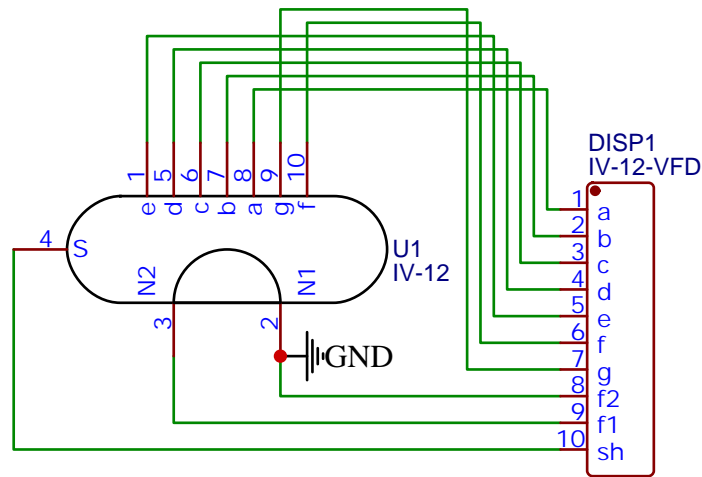 DISP1
IV-12-VFD
1 5 6 7 8 9 10
e d c b a g f
4 S
U1
IV-12
N2 N1
3 2
GND
1 a
2 b
3 c
4 d
5 e
6 f
7 g
8 f2
9 f1
10 sh